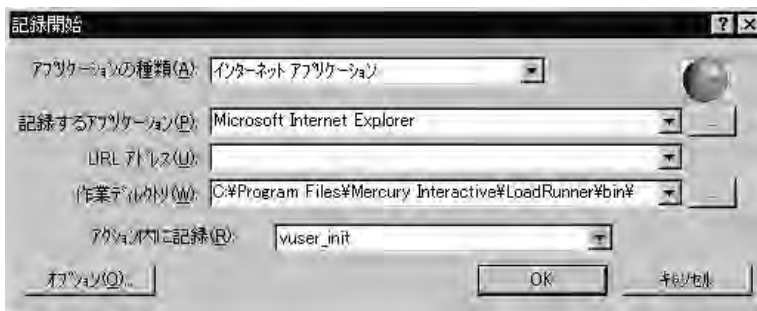 記録開始
アプリケーションの種類(A): インターネット アプリケーション
記録するアプリケーション(P): Microsoft Internet Explorer ...
URL アドレス(U):
作業ディレクトリ(W): C:¥Program Files¥Mercury Interactive¥LoadRunner¥bin¥ ...
アクション内に記録(R): vuser_init
オプション(O)... OK キャンセル